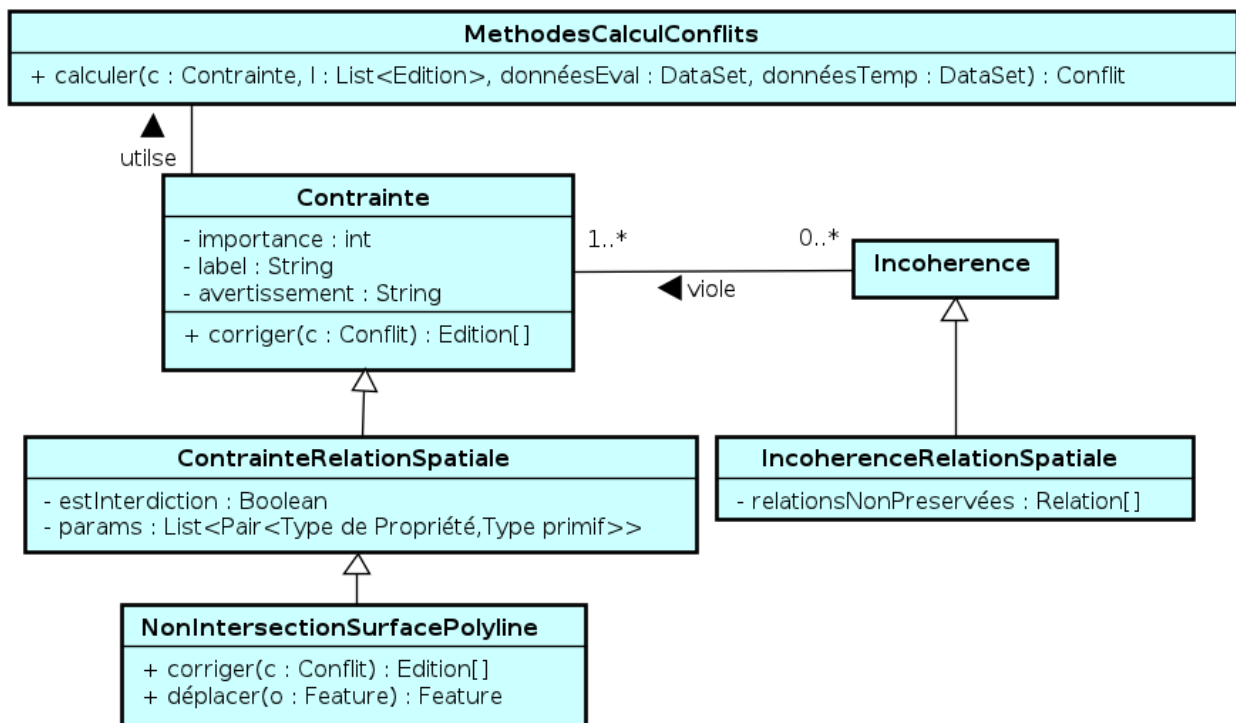 MethodesCalculConflits
+ calculer(c : Contrainte, l : List<Edition>, donnéesEval : DataSet, donnéesTemp : DataSet) : Conflit
utilse
Contrainte
- importance : int
- label : String
- avertissement : String
+ corriger(c : Conflit) : Edition[]
1..*
0..*
viole
Incoherence
ContrainteRelationSpatiale
- estInterdiction : Boolean
- params : List<Pair<Type de Propriété,Type primif>>
IncoherenceRelationSpatiale
- relationsNonPreservées : Relation[]
NonIntersectionSurfacePolyline
+ corriger(c : Conflit) : Edition[]
+ déplacer(o : Feature) : Feature